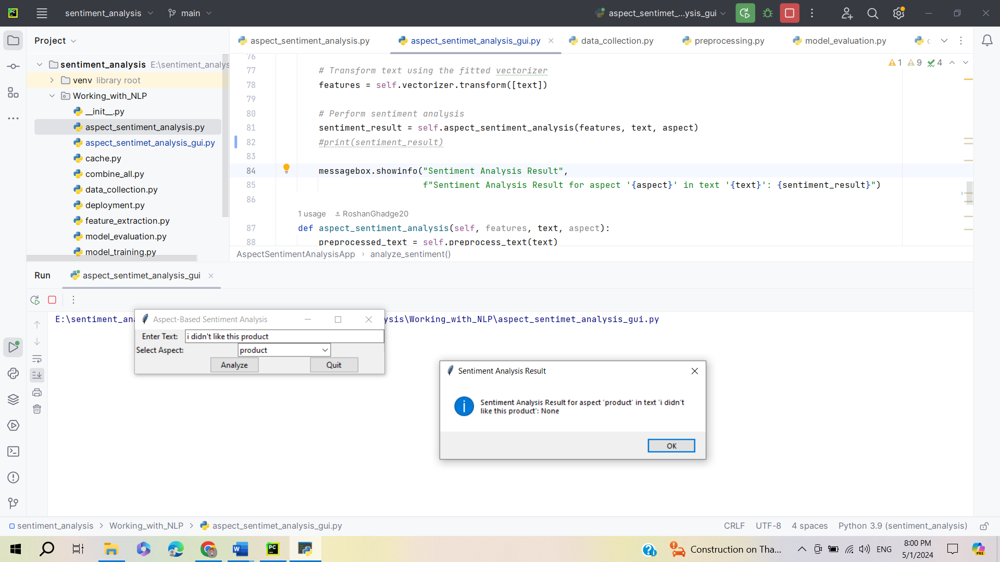 PC
sentiment_analysis
main
aspect_sentimet_...ysis_gui
Project
aspect_sentiment_analysis.py
aspect_sentimet_analysis_gui.py
data_collection.py
preprocessing.py
model_evaluation.py
c
sentiment_analysis E:\sentiment_analys
venv library root
Working_with_NLP
__init__.py
aspect_sentiment_analysis.py
aspect_sentimet_analysis_gui.py
cache.py
combine_all.py
data_collection.py
deployment.py
feature_extraction.py
model_evaluation.py
model_training.py
1 9 4
76
77 # Transform text using the fitted vectorizer
78 features = self.vectorizer.transform([text])
79
80 # Perform sentiment analysis
81 sentiment_result = self.aspect_sentiment_analysis(features, text, aspect)
82 #print(sentiment_result)
83
84 messagebox.showinfo("Sentiment Analysis Result",
85 f"Sentiment Analysis Result for aspect '{aspect}' in text '{text}': {sentiment_result}")
86
1 usage RoshanGhadge20
87 def aspect_sentiment_analysis(self, features, text, aspect):
88 preprocessed_text = self.preprocess_text(text)
AspectSentimentAnalysisApp › analyze_sentiment()
Run aspect_sentimet_analysis_gui
E:\sentiment_ana
ysis\Working_with_NLP\aspect_sentimet_analysis_gui.py
Aspect-Based Sentiment Analysis
Enter Text: i didn't like this product
Select Aspect: product
Analyze Quit
Sentiment Analysis Result
Sentiment Analysis Result for aspect 'product' in text 'i didn't
like this product': None
OK
sentiment_analysis > Working_with_NLP > aspect_sentimet_analysis_gui.py
CRLF UTF-8 4 spaces Python 3.9 (sentiment_analysis)
Construction on Tha...
ENG
8:00 PM
5/1/2024
PRE